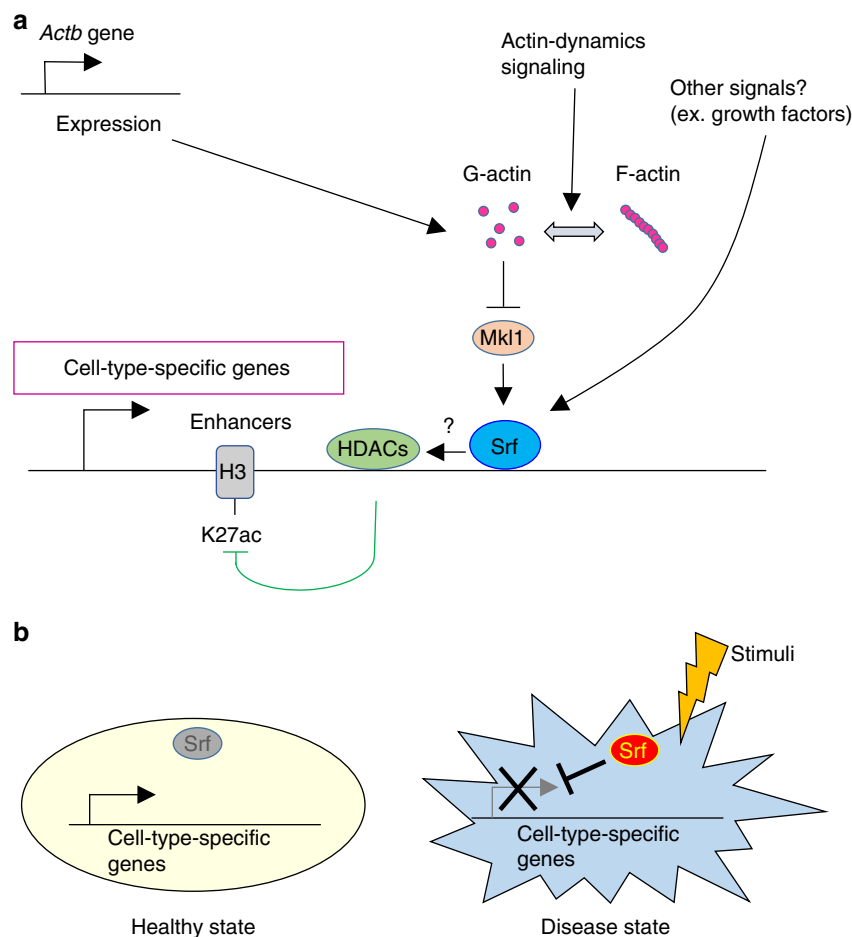 a
Actb gene
Expression
Actin-dynamics
signaling
Other signals?
(ex. growth factors)
G-actin
F-actin
Mkl1
Cell-type-specific genes
Enhancers
?
HDACs
Srf
H3
K27ac
b
Stimuli
Srf
Srf
Cell-type-specific
genes
Cell-type-specific
genes
Healthy state
Disease state